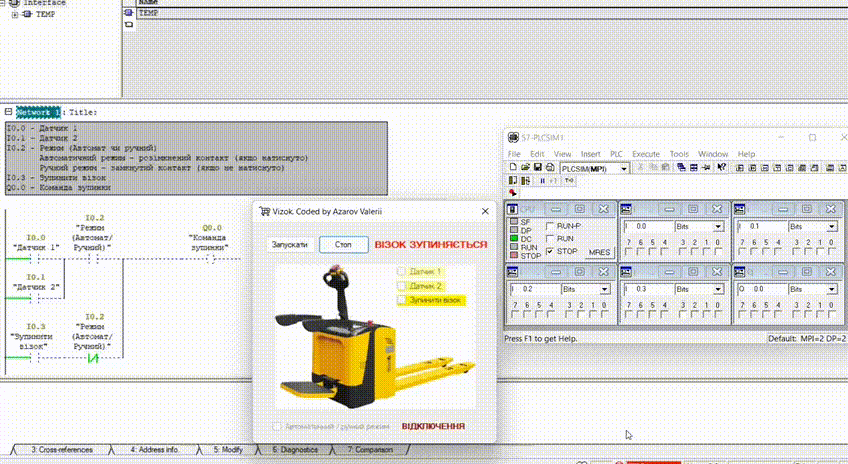 Interface
TEMP
Name
TEMP
Network 1: Title:
I0.0 - Датчик 1
I0.1 - Датчик 2
I0.2 - Режим (Автомат чи ручний)
Автоматичний режим - розімкнений контакт (якщо натиснуто)
Ручний режим - замкнутий контакт (якщо не натиснуто)
I0.3 - Зупинити візок
Q0.0 - Команда зупинки
I0.0
"Датчик 1"
I0.2
"Режим
(Автомат/
Ручний)"
Q0.0
"Команда
зупинки"
I0.1
"Датчик 2"
I0.3
"Зупинити
візок"
I0.2
"Режим
(Автомат/
Ручний)"
Vizok. Coded by Azarov Valerii
Запускати
Стоп
ВІЗОК ЗУПИНЯЄТЬСЯ
Датчик 1
Датчик 2
Зупинити візок
Автоматичний / ручний режим
ВІДКЛЮЧЕННЯ
S7-PLCSIM1
File Edit View Insert PLC Execute Tools Window Help
PLCSIM(MPI)
CPU
SF
DP
DC
RUN
STOP
RUN-P
RUN
STOP
MRES
I 0.0 Bits
7 6 5 4 3 2 1 0
I 0.1 Bits
7 6 5 4 3 2 1 0
I 0.2 Bits
7 6 5 4 3 2 1 0
I 0.3 Bits
7 6 5 4 3 2 1 0
Q 0.0 Bits
7 6 5 4 3 2 1 0
Press F1 to get Help.
Default: MPI=2 DP=2
3: Cross-references
4: Address info.
5: Modify
6: Diagnostics
7: Comparison